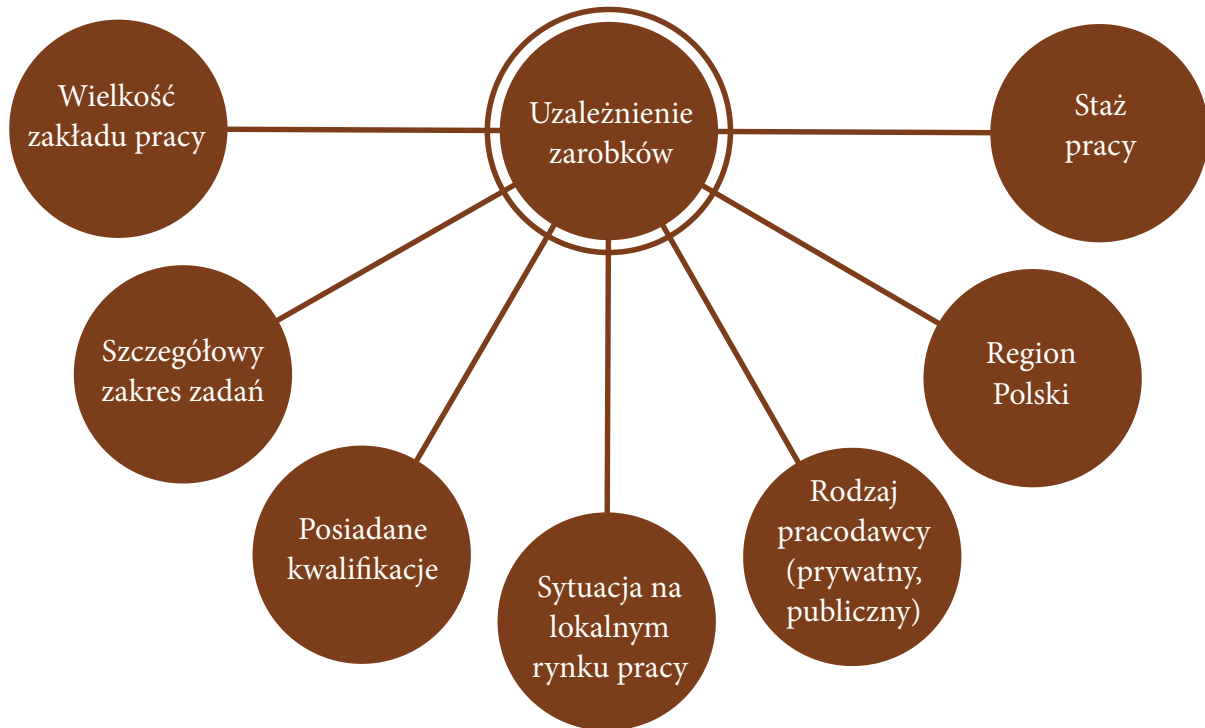 Wielkość
zakładu pracy
Uzależnienie
zarobków
Staż
pracy
Szczegółowy
zakres zadań
Region
Polski
Posiadane
kwalifikacje
Sytuacja na
lokalnym
rynku pracy
Rodzaj
pracodawcy
(prywatny,
publiczny)